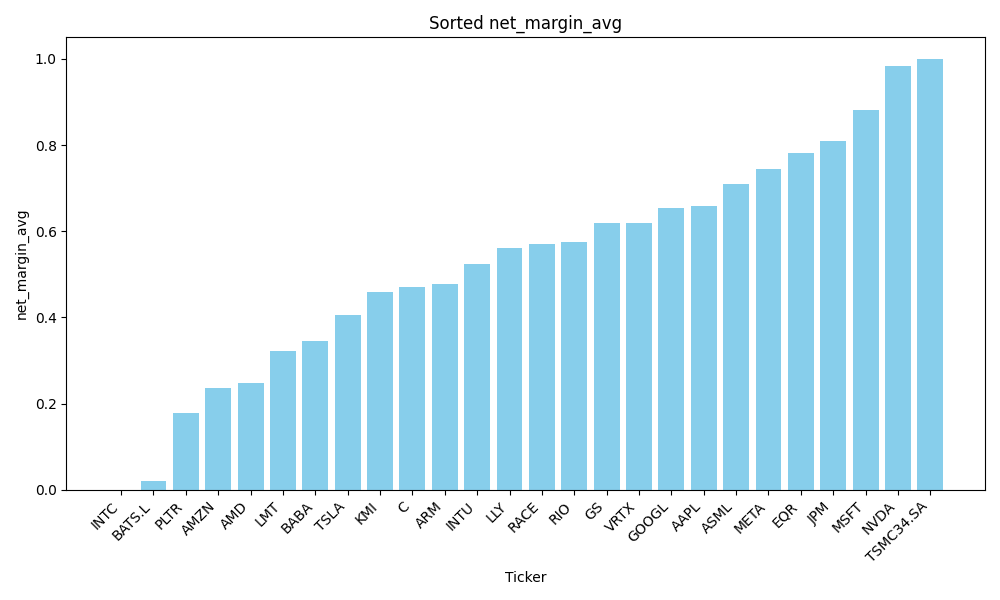 Sorted net_margin_avg
net_margin_avg
1.0
0.8
0.6
0.4
0.2
0.0
INTC
BATS.L
PLTR
AMZN
AMD
LMT
BABA
TSLA
KMI
C
ARM
INTU
LLY
RACE
RIO
GS
VRTX
GOOGL
AAPL
ASML
META
EQR
JPM
MSFT
NVDA
TSMC34.SA
Ticker